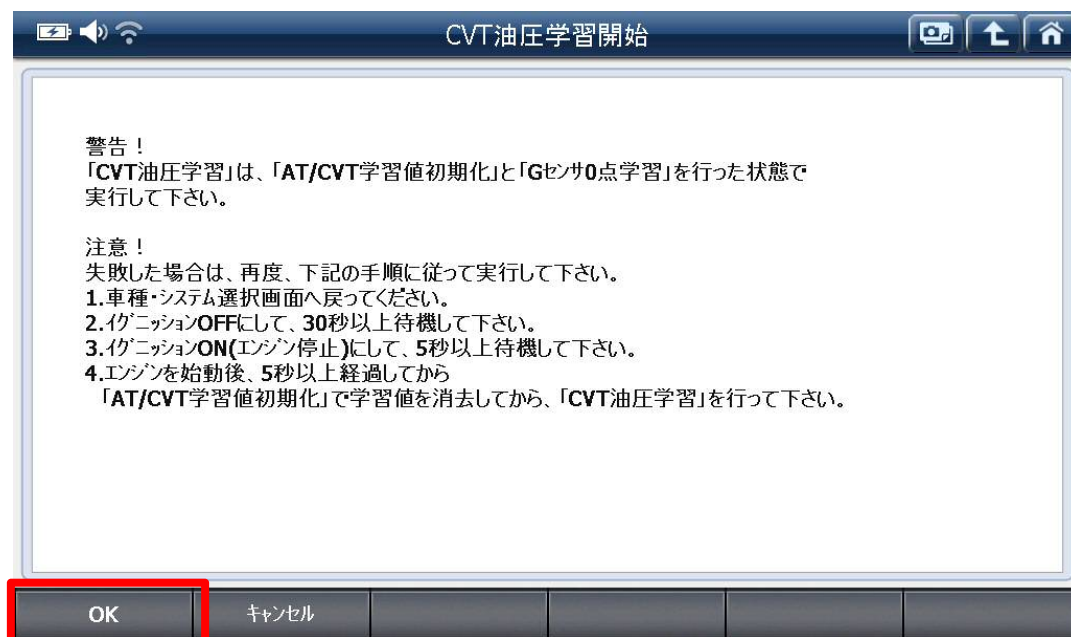 CVT油圧学習開始
警告！
｢CVT油圧学習｣は、｢AT/CVT学習値初期化｣と｢Gｾﾝｻ0点学習｣を行った状態で
実行して下さい。
注意！
失敗した場合は、再度、下記の手順に従って実行して下さい。
1.車種･ｼｽﾃﾑ選択画面へ戻ってください。
2.ｲｸﾞﾆｯｼｮﾝOFFにして、30秒以上待機して下さい。
3.ｲｸﾞﾆｯｼｮﾝON(ｴﾝｼﾞﾝ停止)にして、5秒以上待機して下さい。
4.ｴﾝｼﾞﾝを始動後、5秒以上経過してから
｢AT/CVT学習値初期化｣で学習値を消去してから、｢CVT油圧学習｣を行って下さい。
OK ｷｬﾝｾﾙ